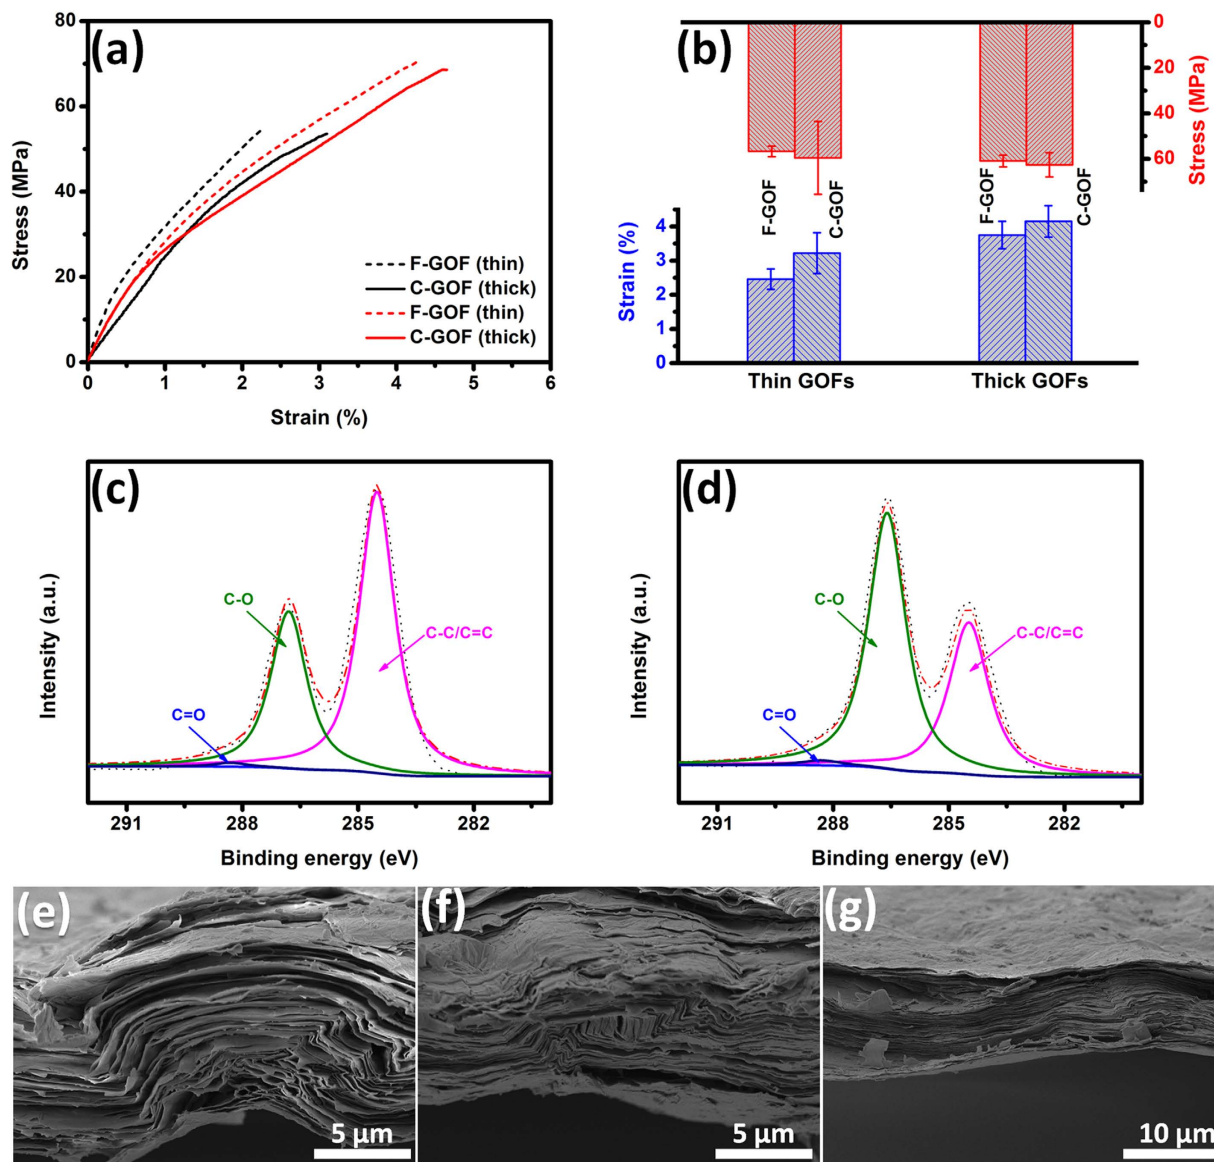 (a)
80
60
40
20
0
Stress (MPa)
F-GOF (thin)
C-GOF (thick)
F-GOF (thin)
C-GOF (thick)
0 1 2 3 4 5 6
Strain (%)
(b)
0
20
40
60
Stress (MPa)
F-GOF
C-GOF
F-GOF
C-GOF
4
3
2
1
0
Strain (%)
Thin GOFs
Thick GOFs
(c)
Intensity (a.u.)
C-O
C-C/C=C
C=O
291 288 285 282
Binding energy (eV)
(d)
Intensity (a.u.)
C-O
C-C/C=C
C=O
291 288 285 282
Binding energy (eV)
(e)
5 µm
(f)
5 µm
(g)
10 µm